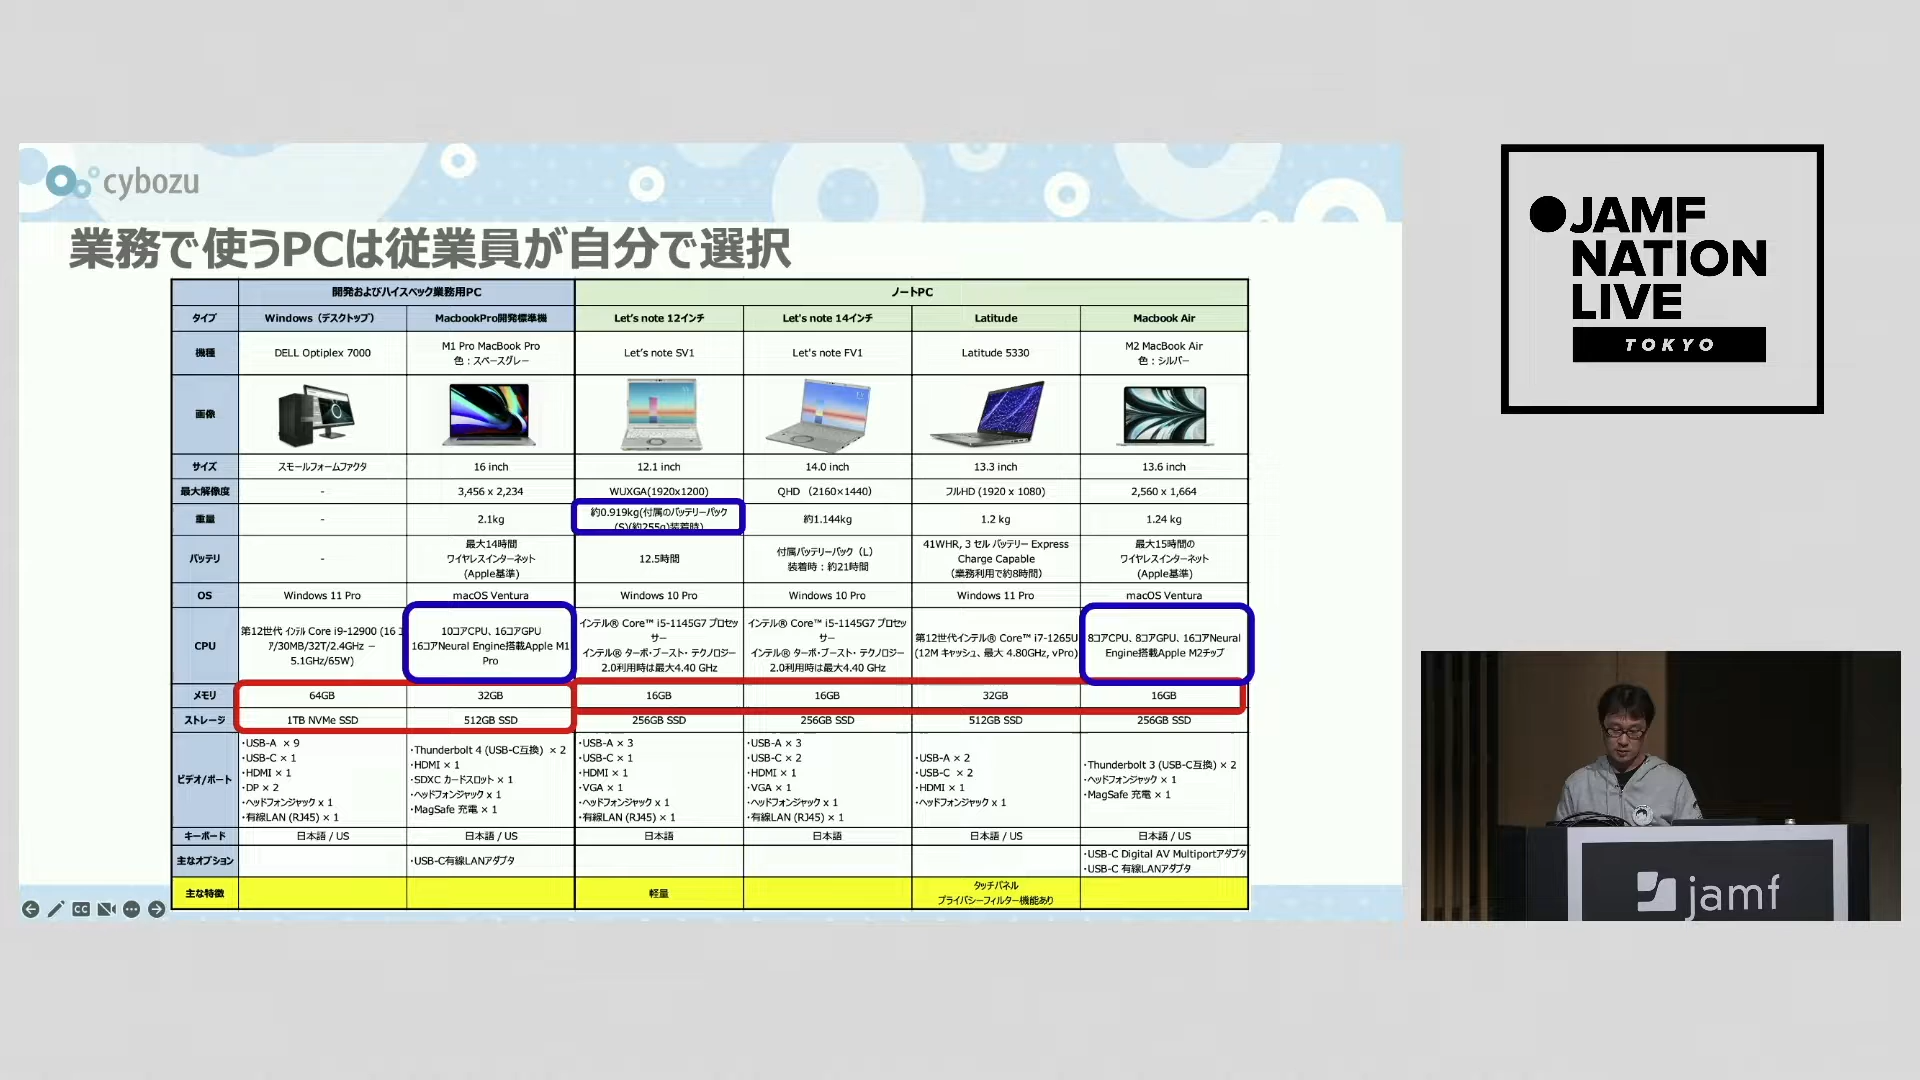 cybozu
業務で使うPCは従業員が自分で選択
開発およびハイスペック業務用PC
ノートPC
タイプ
Windows（デスクトップ）
MacbookPro開発標準機
Let’s note 12インチ
Let's note 14インチ
Latitude
Macbook Air
機種
DELL Optiplex 7000
M1 Pro MacBook Pro
色：スペースグレー
Let’s note SV1
Let's note FV1
Latitude 5330
M2 MacBook Air
色：シルバー
画像
サイズ
スモールフォームファクタ
16 inch
12.1 inch
14.0 inch
13.3 inch
13.6 inch
最大解像度
-
3,456 x 2,234
WUXGA(1920x1200)
QHD （2160×1440）
フルHD (1920 x 1080)
2,560 x 1,664
重量
-
2.1kg
約0.919kg(付属のバッテリーパック
(S)(約255g)装着時)
約1.144kg
1.2 kg
1.24 kg
バッテリ
-
最大14時間
ワイヤレスインターネット
(Apple基準)
12.5時間
付属バッテリーパック（L）
装着時：約21時間
41WHR, 3 セル バッテリー Express
Charge Capable
（業務利用で約8時間）
最大15時間の
ワイヤレスインターネット
(Apple基準)
OS
Windows 11 Pro
macOS Ventura
Windows 10 Pro
Windows 10 Pro
Windows 11 Pro
macOS Ventura
CPU
第12世代 インテル Core i9-12900 (16 コ
ア/30MB/32T/2.4GHz –
5.1GHz/65W)
10コアCPU、16コアGPU
16コアNeural Engine搭載Apple M1
Pro
インテル® Core™ i5-1145G7 プロセッ
サー
インテル ターボ・ブースト・テクノロジー
2.0利用時は最大4.40 GHz
インテル® Core™ i5-1145G7 プロセッ
サー
インテル ターボ・ブースト・テクノロジー
2.0利用時は最大4.40 GHz
第12世代インテル® Core™ i7-1265U
(12M キャッシュ、最大 4.80GHz, vPro)
8コアCPU、8コアGPU、16コアNeural
Engine搭載Apple M2チップ
メモリ
64GB
32GB
16GB
16GB
32GB
16GB
ストレージ
1TB NVMe SSD
512GB SSD
256GB SSD
256GB SSD
512GB SSD
256GB SSD
ビデオ/ポート
・USB-A × 9
・USB-C × 1
・HDMI × 1
・DP × 2
・ヘッドフォンジャック x 1
・有線LAN (RJ45) × 1
・Thunderbolt 4 (USB-C互換) × 2
・HDMI × 1
・SDXC カードスロット × 1
・ヘッドフォンジャック x 1
・MagSafe 充電 × 1
・USB-A × 3
・USB-C × 1
・HDMI × 1
・VGA × 1
・ヘッドフォンジャック x 1
・有線LAN (RJ45) × 1
・USB-A × 3
・USB-C × 2
・HDMI × 1
・VGA × 1
・ヘッドフォンジャック x 1
・有線LAN (RJ45) × 1
・USB-A × 2
・USB-C × 2
・HDMI × 1
・ヘッドフォンジャック x 1
・Thunderbolt 3 (USB-C互換) × 2
・ヘッドフォンジャック × 1
・MagSafe 充電 × 1
キーボード
日本語 / US
日本語 / US
日本語
日本語
日本語 / US
日本語 / US
主なオプション
・USB-C有線LANアダプタ
・USB-C Digital AV Multiportアダプタ
・USB-C 有線LANアダプタ
主な特徴
軽量
タッチパネル
プライバシーフィルター機能あり
CC
JAMF
NATION
LIVE
TOKYO
jamf